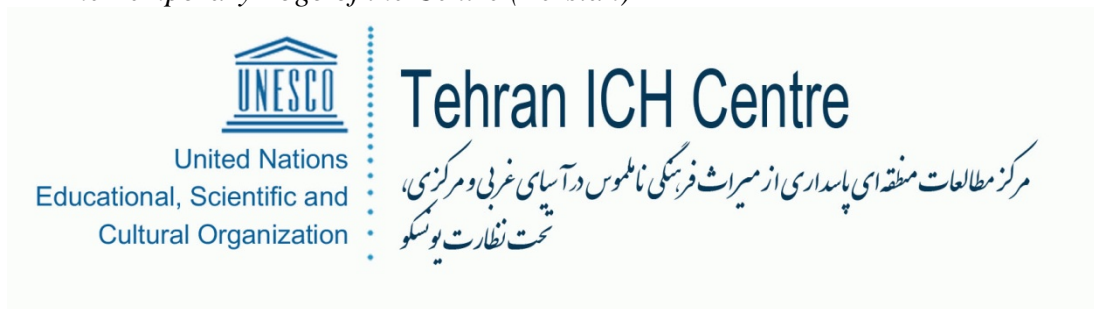 UNESCO
United Nations
Educational, Scientific and
Cultural Organization
Tehran ICH Centre
مرکز مطالعات منطقه‌ای پاسداری از میراث فرهنگی ناملموس در آسیای غربی و مرکزی،
تحت نظارت یونسکو